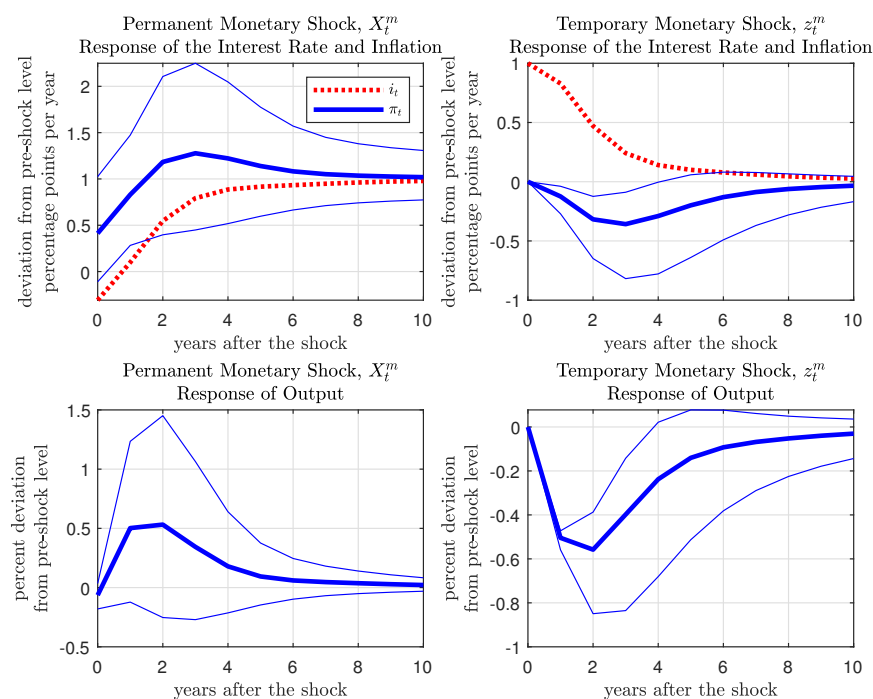 Permanent Monetary Shock, $X_t^m$
Response of the Interest Rate and Inflation
deviation from pre-shock level
percentage points per year
2
1.5
1
0.5
0
$i_t$
$\pi_t$
0 2 4 6 8 10
years after the shock
Temporary Monetary Shock, $z_t^m$
Response of the Interest Rate and Inflation
deviation from pre-shock level
percentage points per year
1
0.5
0
-0.5
-1
0 2 4 6 8 10
years after the shock
Permanent Monetary Shock, $X_t^m$
Response of Output
percent deviation
from pre-shock level
1.5
1
0.5
0
-0.5
0 2 4 6 8 10
years after the shock
Temporary Monetary Shock, $z_t^m$
Response of Output
percent deviation
from pre-shock level
0
-0.2
-0.4
-0.6
-0.8
-1
0 2 4 6 8 10
years after the shock